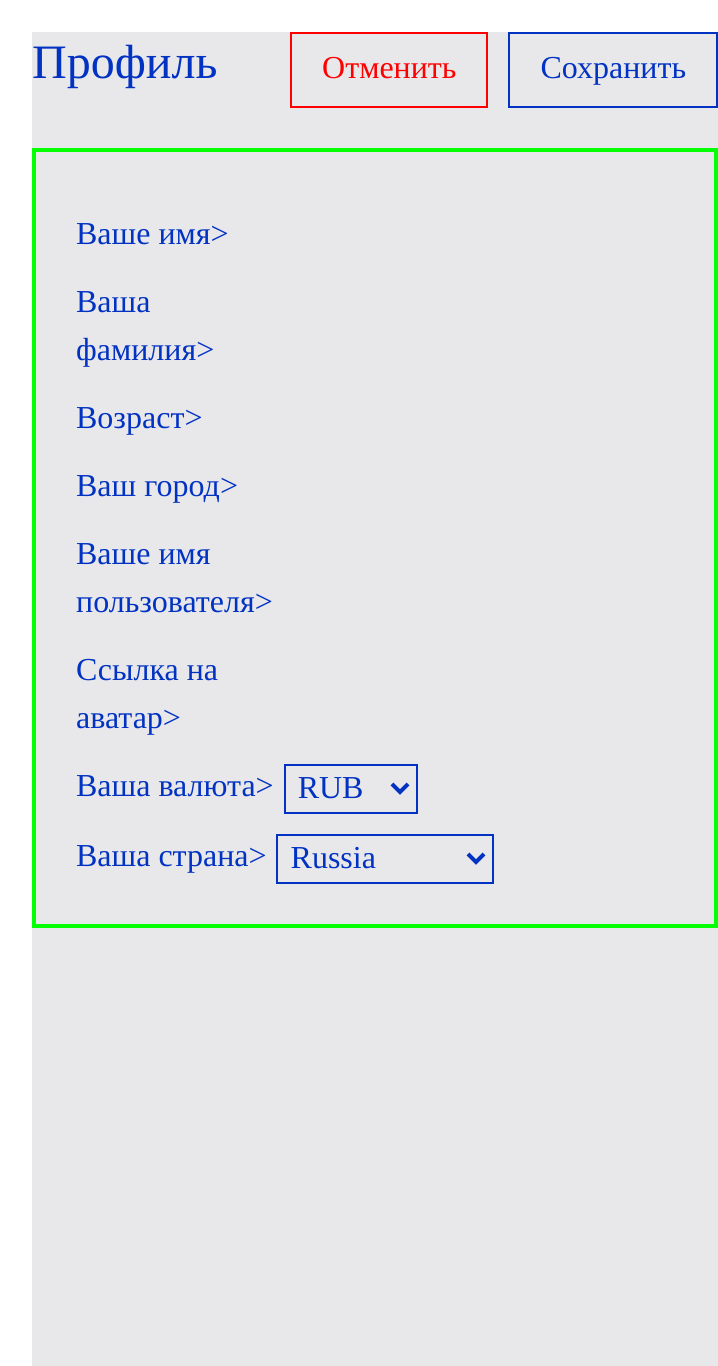 Профиль
Отменить
Сохранить
Ваше имя>
Ваша
фамилия>
Возраст>
Ваш город>
Ваше имя
пользователя>
Ссылка на
аватар>
Ваша валюта> RUB
Ваша страна> Russia